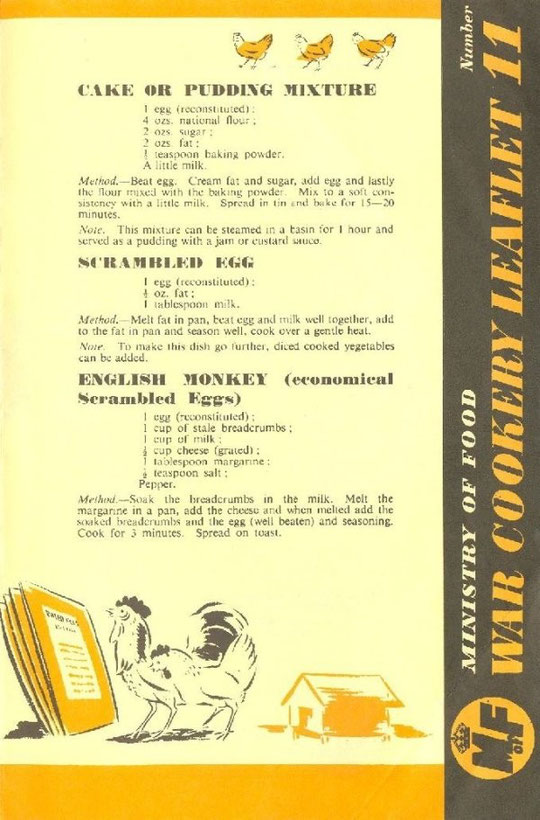 CAKE OR PUDDING MIXTURE
1 egg (reconstituted);
4 ozs. national flour;
2 ozs. sugar;
2 ozs. fat;
teaspoon baking powder.
A little milk.
Method.—Beat egg. Cream fat and sugar, add egg and lastly
the flour mixed with the baking powder. Mix to a soft con-
sistency with a little milk. Spread in tin and bake for 15—20
minutes.
Note. This mixture can be steamed in a basin for 1 hour and
served as a pudding with a jam or custard sauce.
SCRAMBLED EGG
1 egg (reconstituted);
½ oz. fat;
1 tablespoon milk.
Method.—Melt fat in pan, beat egg and milk well together, add
to the fat in pan and season well, cook over a gentle heat.
Note. To make this dish go further, diced cooked vegetables
can be added.
ENGLISH MONKEY (economical
Scrambled Eggs)
1 egg (reconstituted);
1 cup of stale breadcrumbs;
1 cup of milk;
½ cup cheese (grated);
1 tablespoon margarine;
½ teaspoon salt;
Pepper.
Method.—Soak the breadcrumbs in the milk. Melt the
margarine in a pan, add the cheese and when melted add the
soaked breadcrumbs and the egg (well beaten) and seasoning.
Cook for 3 minutes. Spread on toast.
MINISTRY OF FOOD
WAR COOKERY LEAFLET Number 11
M of F